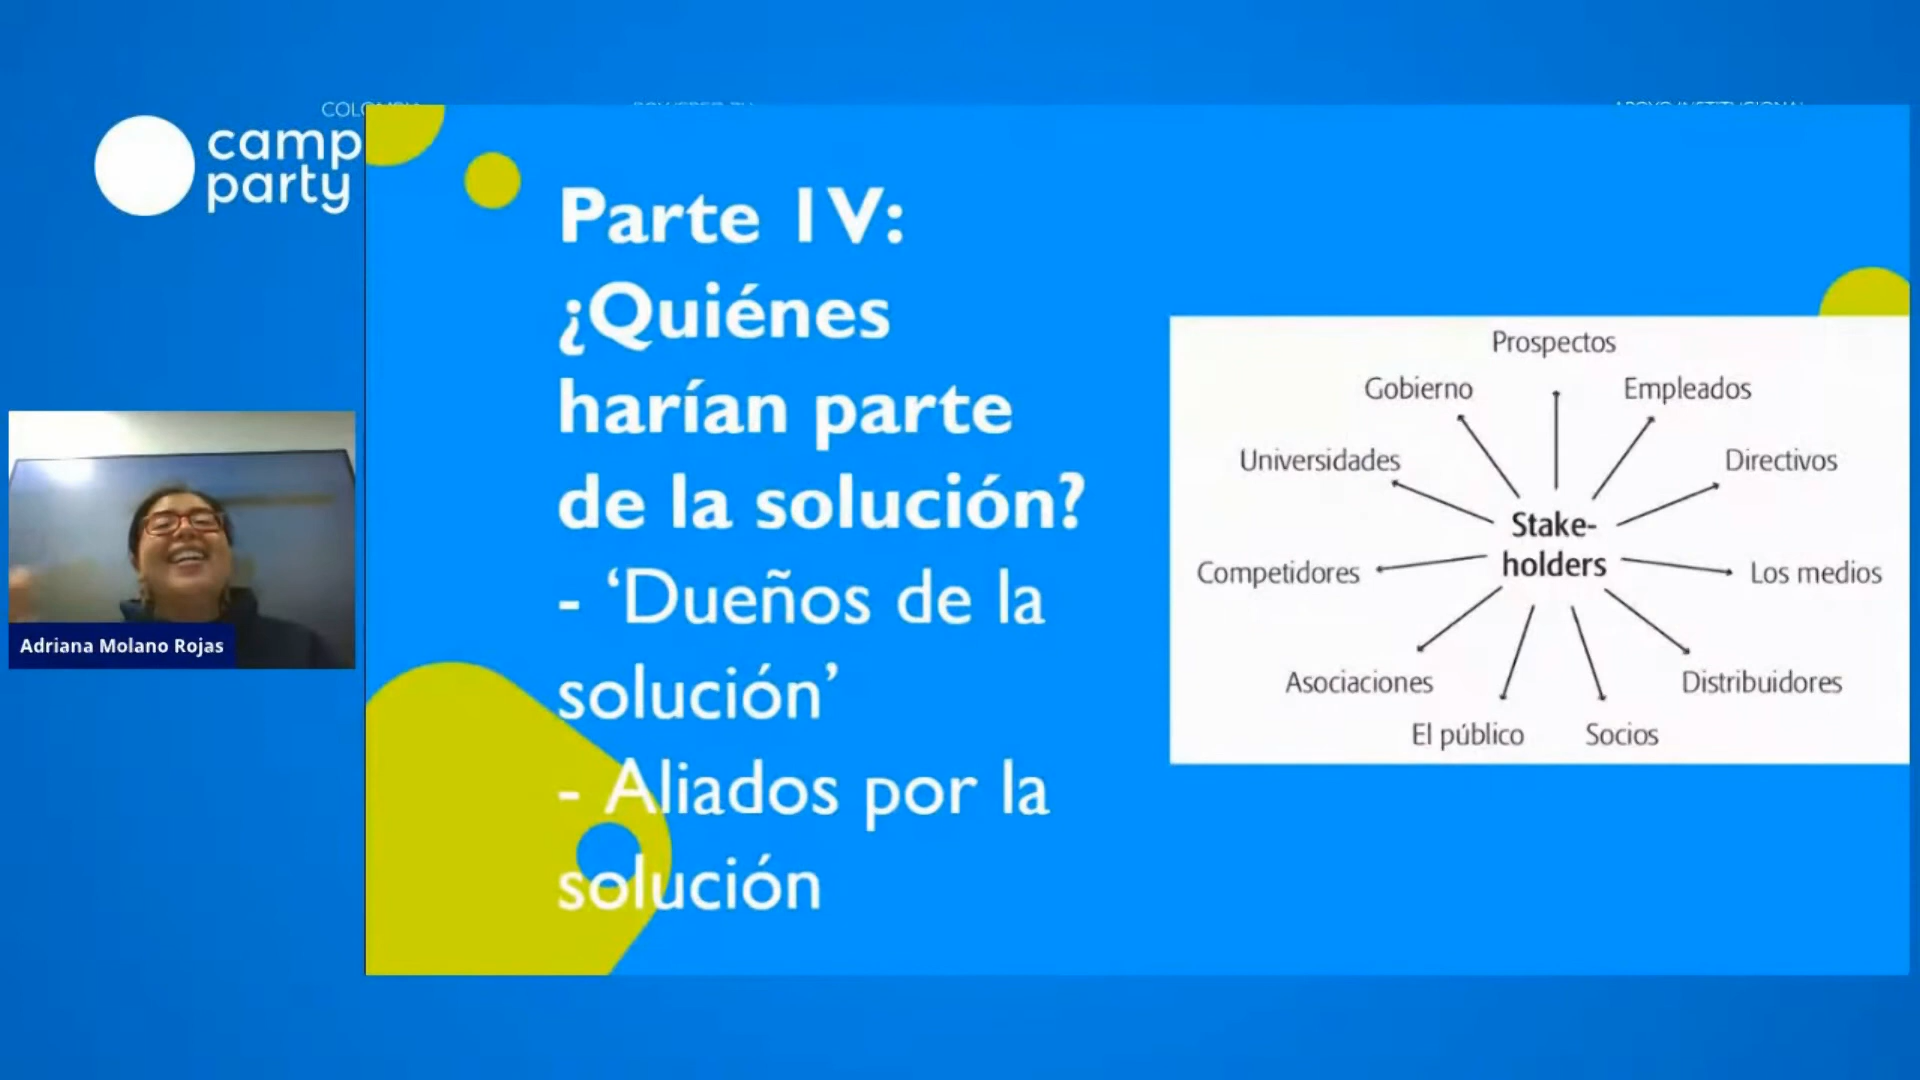 camp
party
Parte IV:
¿Quiénes
harían parte
de la solución?
- ‘Dueños de la
solución’
- Aliados por la
solución
Prospectos
Gobierno
Empleados
Universidades
Directivos
Stake-
holders
Competidores
Los medios
Asociaciones
Distribuidores
El público
Socios
Adriana Molano Rojas